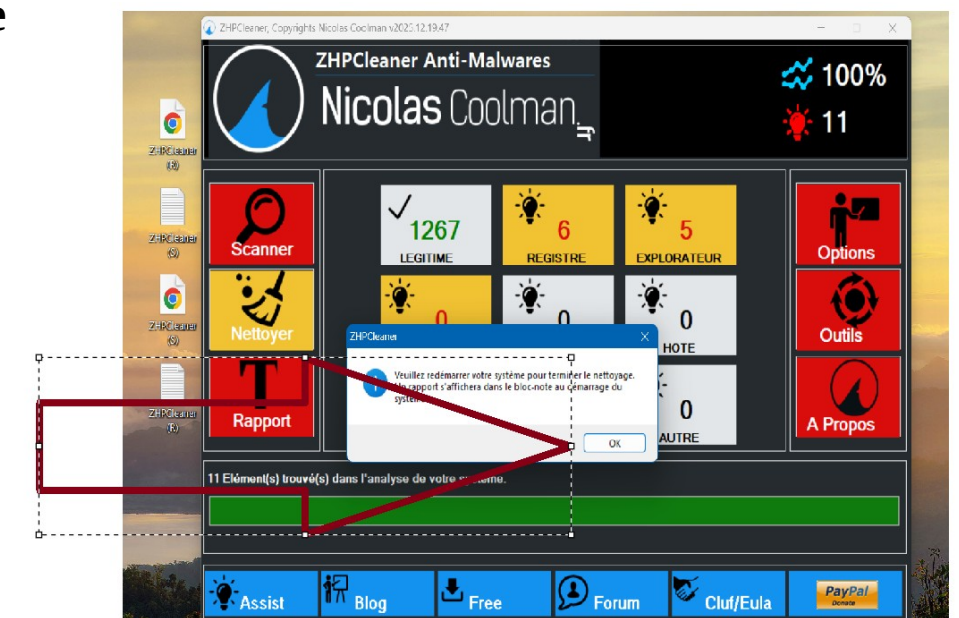 e
ZHPCleaner, Copyrights Nicolas Coolman v2025.12.19.47
ZHPCleaner Anti-Malwares
Nicolas Coolman.fr
100%
11
ZHPCleaner
(R)
ZHPCleaner
(S)
ZHPCleaner
(S)
ZHPCleaner
(R)
Scanner
Nettoyer
Rapport
1267
LEGITIME
6
REGISTRE
5
EXPLORATEUR
0
0
0
HOTE
0
AUTRE
Options
Outils
A Propos
ZHPCleaner
Veuillez redémarrer votre système pour terminer le nettoyage.
rapport s'affichera dans le bloc-note au démarrage du
OK
11 Elément(s) trouvé(s) dans l'analyse de votre système.
Assist
Blog
Free
Forum
Cluf/Eula
PayPal
Donate